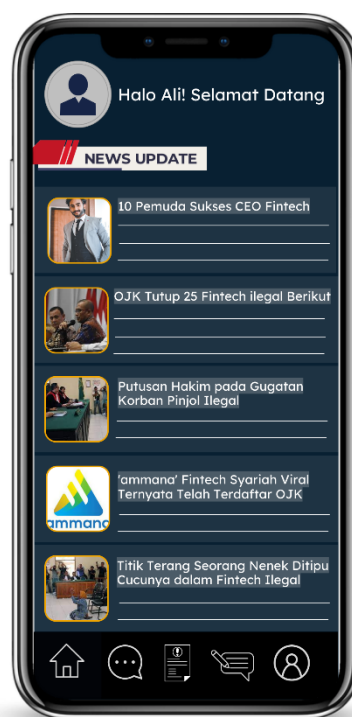 Halo Ali! Selamat Datang
NEWS UPDATE
10 Pemuda Sukses CEO Fintech
OJK Tutup 25 Fintech ilegal Berikut
Putusan Hakim pada Gugatan
Korban Pinjol Ilegal
'ammana' Fintech Syariah Viral
Ternyata Telah Terdaftar OJK
ammana
Titik Terang Seorang Nenek Ditipu
Cucunya dalam Fintech Ilegal